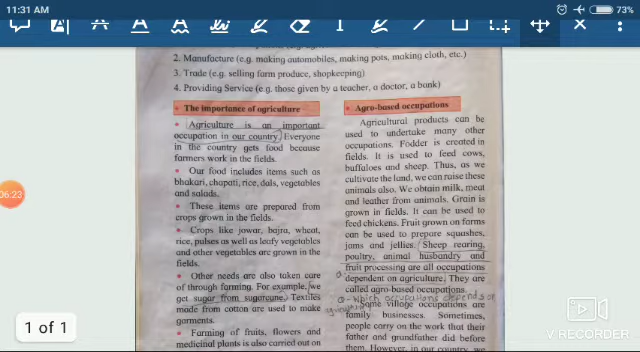 11:31 AM
73%
2. Manufacture (e.g. making automobiles, making pots, making cloth, etc.)
3. Trade (e.g. selling farm produce, shopkeeping)
4. Providing Service (e.g. those given by a teacher, a doctor, a bank)
• The importance of agriculture
• Agriculture is an important
occupation in our country. Everyone
in the country gets food because
farmers work in the fields.
• Our food includes items such as
bhakari, chapati, rice, dals, vegetables
and salads.
• These items are prepared from
crops grown in the fields.
• Crops like jowar, bajra, wheat,
rice, pulses as well as leafy vegetables
and other vegetables are grown in the
fields.
• Other needs are also taken care
of through farming. For example, we
get sugar from sugarcane. Textiles
made from cotton are used to make
garments.
• Farming of fruits, flowers and
medicinal plants is also carried out on
• Agro-based occupations
Agricultural products can be
used to undertake many other
occupations. Fodder is created in
fields. It is used to feed cows,
buffaloes and sheep. Thus, as we
cultivate the land, we can raise these
animals also. We obtain milk, meat
and leather from animals. Grain is
grown in fields. It can be used to
feed chickens. Fruit grown on farms
can be used to prepare squashes,
jams and jellies. Sheep rearing,
poultry, animal husbandry and
fruit processing are all occupations
dependent on agriculture. They are
called agro-based occupations.
Q - Which occupations depends on
Some village occupations are
family businesses. Sometimes,
people carry on the work that their
father and grandfather did before
them. However, in our country, we
06:23
1 of 1
V RECORDER